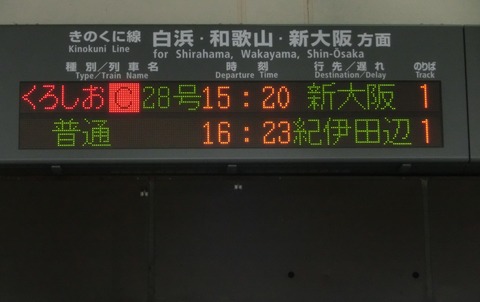 きのくに線 白浜・和歌山・新大阪 方面
Kinokuni Line for Shirahama, Wakayama, Shin-Ōsaka
種別/列車名 時刻 行先/遅れ のりば
Type/Train Name Departure Time Destination/Delay Track
くろしお 28号 15:20 新大阪 1
普通 16:23 紀伊田辺 1